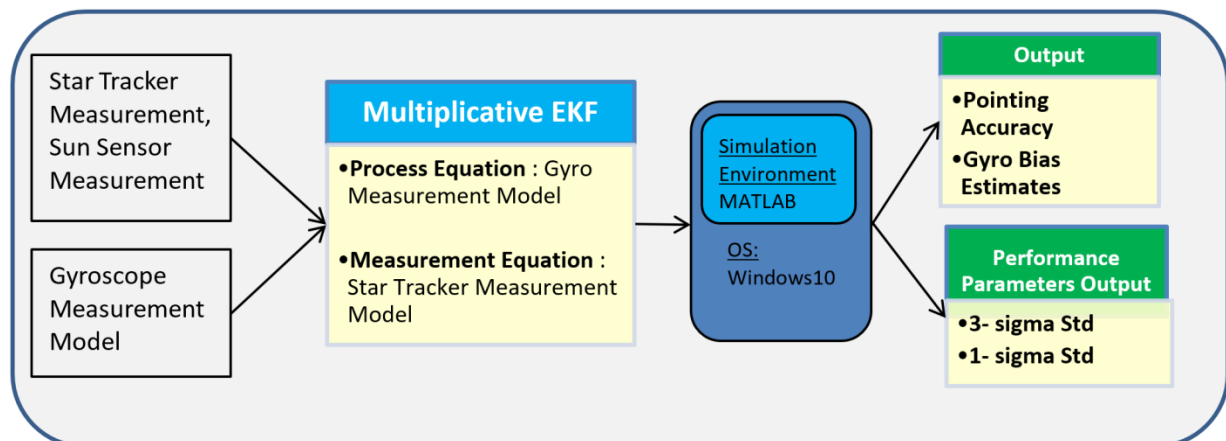 Star Tracker
Measurement,
Sun Sensor
Measurement
Gyroscope
Measurement
Model
Multiplicative EKF
•Process Equation : Gyro
Measurement Model
•Measurement Equation :
Star Tracker Measurement
Model
Simulation
Environment
MATLAB
OS:
Windows10
Output
•Pointing
Accuracy
•Gyro Bias
Estimates
Performance
Parameters Output
•3- sigma Std
•1- sigma Std